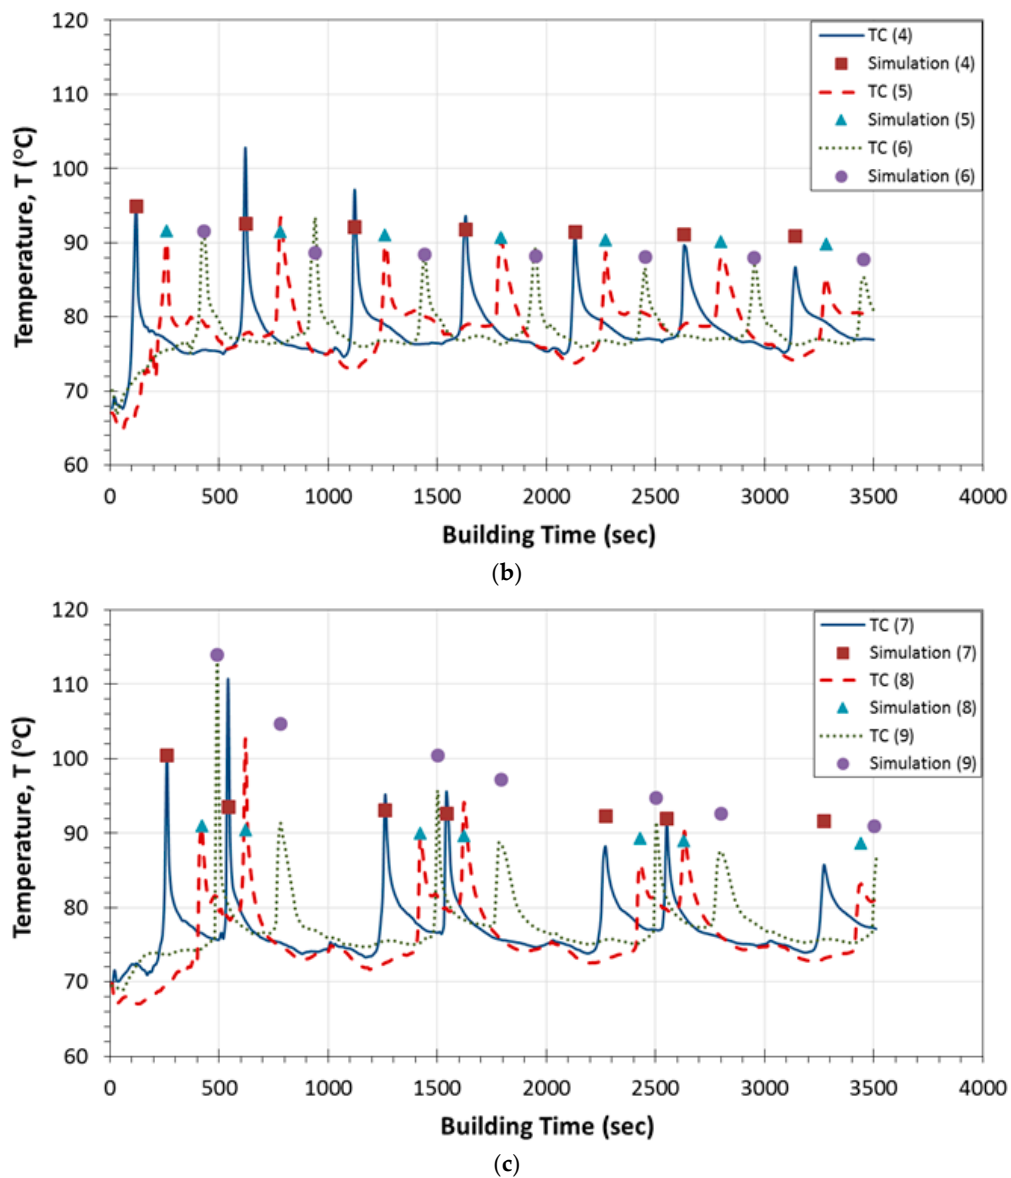 120
110
100
90
80
70
60
Temperature, T (°C)
TC (4)
Simulation (4)
TC (5)
Simulation (5)
TC (6)
Simulation (6)
0 500 1000 1500 2000 2500 3000 3500 4000
Building Time (sec)
(b)
120
110
100
90
80
70
60
Temperature, T (°C)
TC (7)
Simulation (7)
TC (8)
Simulation (8)
TC (9)
Simulation (9)
0 500 1000 1500 2000 2500 3000 3500 4000
Building Time (sec)
(c)